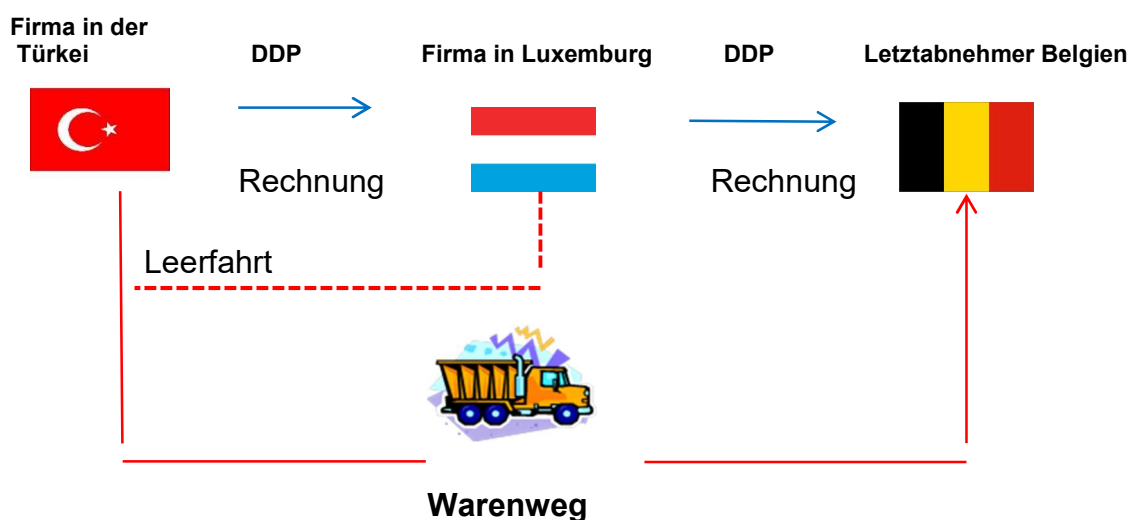 Firma in der
Türkei
DDP
Firma in Luxemburg
DDP
Letztabnehmer Belgien
Rechnung
Rechnung
Leerfahrt
Warenweg